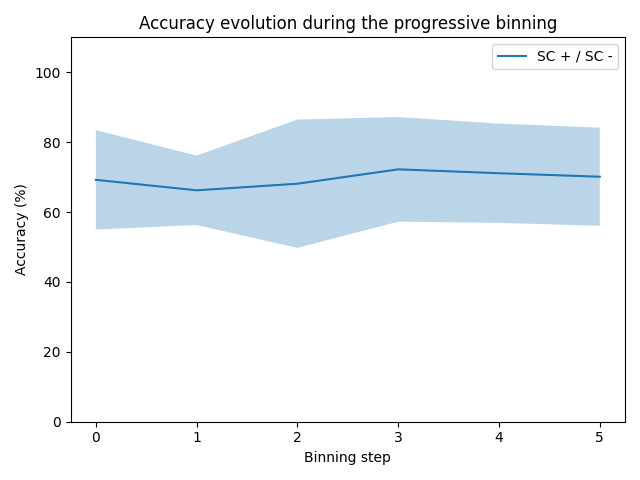 Accuracy evolution during the progressive binning
SC + / SC -
100
80
60
40
20
0
Accuracy (%)
0 1 2 3 4 5
Binning step